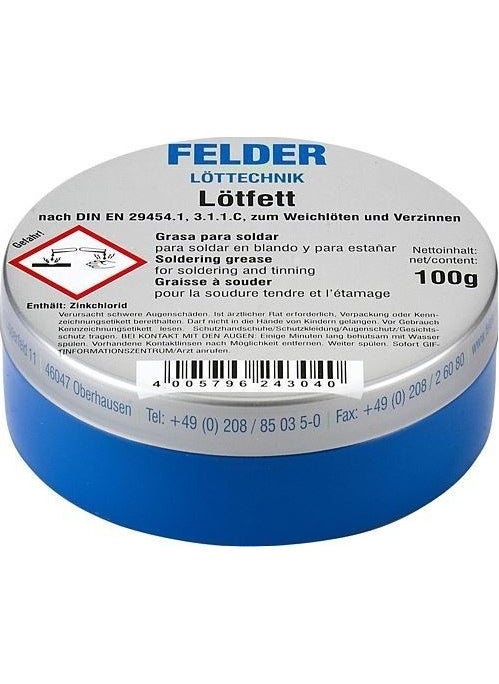 FELDER
LÖTTECHNIK
Lötfett
nach DIN EN 29454.1, 3.1.1.C, zum Weichlöten und Verzinnen
Gefahr!
Grasa para soldar
para soldar en blando y para estañar
Soldering grease
for soldering and tinning
Graisse à souder
pour la soudure tendre et l'étamage
Nettoinhalt:
net/content:
100g
Enthält: Zinkchlorid
Verursacht schwere Augenschäden. Ist ärztlicher Rat erforderlich, Verpackung oder Kenn-
zeichnungsetikett bereithalten. Darf nicht in die Hände von Kindern gelangen. Vor Gebrauch
Kennzeichnungsetikett lesen. Schutzhandschuhe/Schutzkleidung/Augenschutz/Gesichts-
schutz tragen. BEI KONTAKT MIT DEN AUGEN: Einige Minuten lang behutsam mit Wasser
spülen. Vorhandene Kontaktlinsen nach Möglichkeit entfernen. Weiter spülen. Sofort GIF-
TINFORMATIONSZENTRUM/Arzt anrufen.
4 005796 243040
11
46047 Oberhausen
Tel: +49 (0) 208 / 85 03 5-0
Fax: +49 (0) 208 / 2 60 80